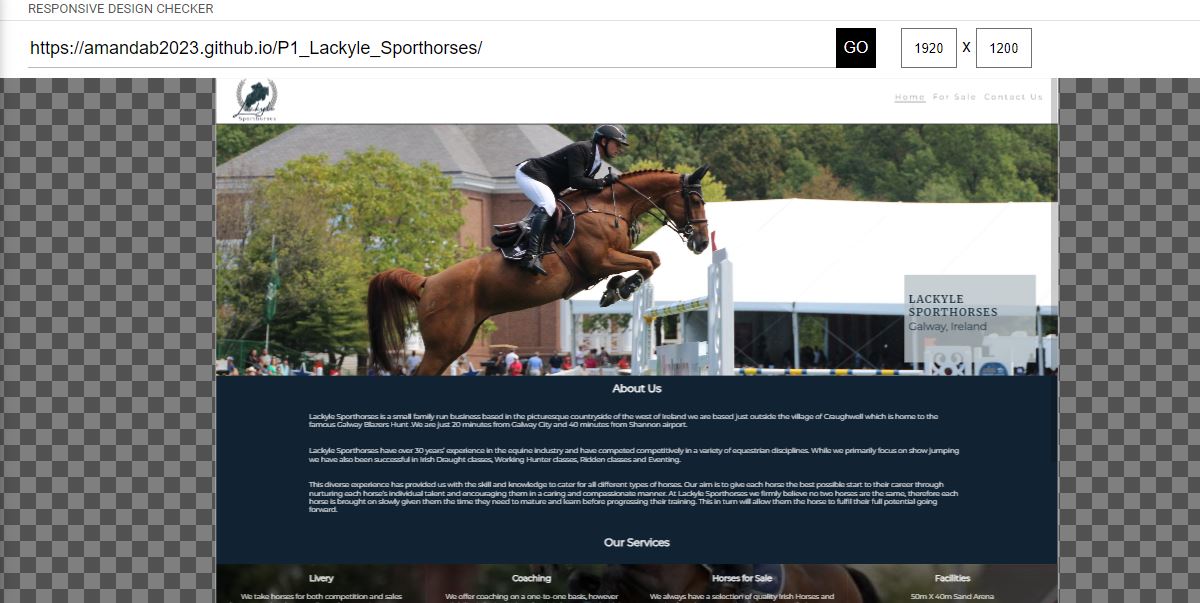 RESPONSIVE DESIGN CHECKER
https://amandab2023.github.io/P1_Lackyle_Sporthorses/
GO
1920 X 1200
Lackyle
Sporthorses
Home For Sale Contact Us
LACKYLE
SPORTHORSES
Galway, Ireland
About Us
Lackyle Sporthorses is a small family run business based in the picturesque countryside of the west of Ireland we are based just outside the village of Craughwell which is home to the
famous Galway Blazers Hunt .We are just 20 minutes from Galway City and 40 minutes from Shannon airport.
Lackyle Sporthorses have over 30 years' experience in the equine industry and have competed competitively in a variety of equestrian disciplines. While we primarily focus on show jumping
we have also been successful in Irish Draught classes, Working Hunter classes, Ridden classes and Eventing.
This diverse experience has provided us with the skill and knowledge to cater for all different types of horses. Our aim is to give each horse the best possible start to their career through
nurturing each horse's individual talent and encouraging them in a caring and compassionate manner. At Lackyle Sporthorses we firmly believe no two horses are the same, therefore each
horse is brought on slowly given them the time they need to mature and learn before progressing their training. This in turn will allow them the horse to fulfil their full potential going
forward.
Our Services
Livery Coaching Horses for Sale Facilities
We take horses for both competition and sales We offer coaching on a one-to-one basis, however We always have a selection of quality Irish Horses and 50m X 40m Sand Arena